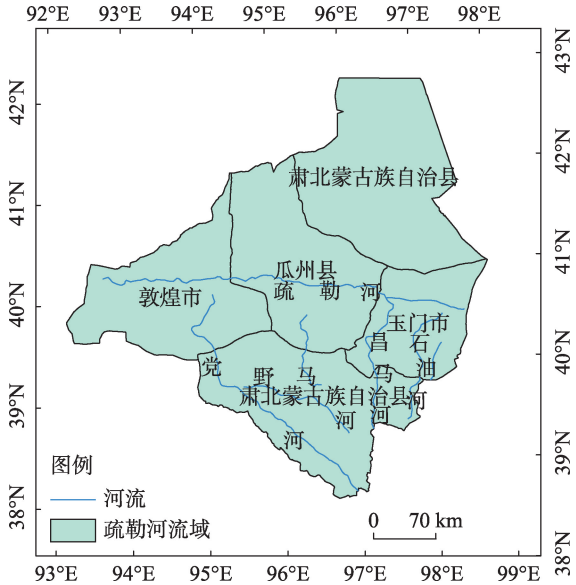 92°E 93°E 94°E 95°E 96°E 97°E 98°E
42°N 41°N 40°N 39°N 38°N
43°N 42°N 41°N 40°N 39°N 38°N
肃北蒙古族自治县
瓜州县
疏勒河
敦煌市
玉门市
昌马河
石油河
党河
野马河
肃北蒙古族自治县
图例
河流
疏勒河流域
0 70 km
93°E 94°E 95°E 96°E 97°E 98°E 99°E